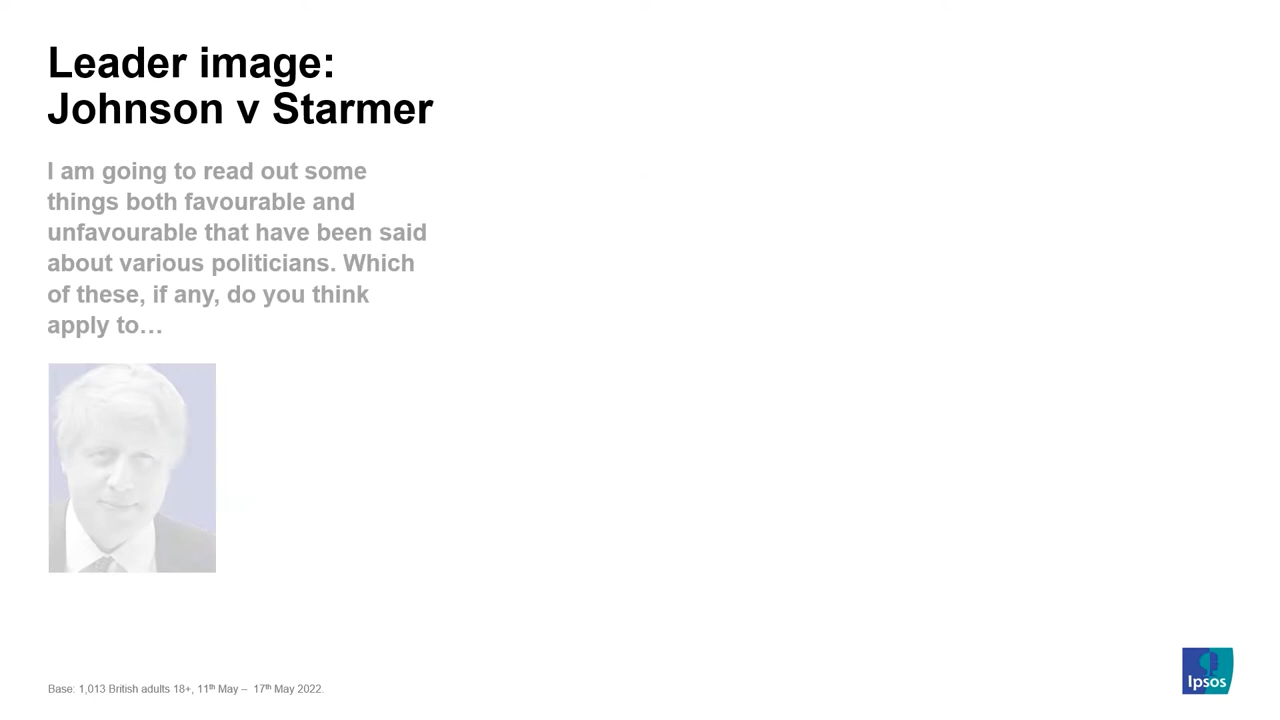 Leader image:
Johnson v Starmer
I am going to read out some
things both favourable and
unfavourable that have been said
about various politicians. Which
of these, if any, do you think
apply to…
Base: 1,013 British adults 18+, 11th May – 17th May 2022.
Ipsos